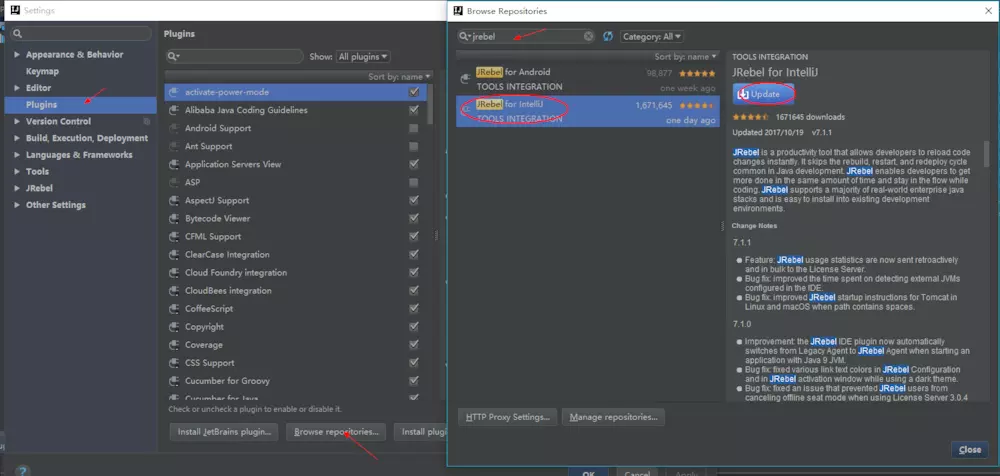 Settings
Appearance & Behavior
Keymap
Editor
Plugins
Version Control
Build, Execution, Deployment
Languages & Frameworks
Tools
JRebel
Other Settings
Plugins
Show: All plugins
Sort by: name
activate-power-mode
Alibaba Java Coding Guidelines
Android Support
Ant Support
Application Servers View
ASP
AspectJ Support
Bytecode Viewer
CFML Support
ClearCase Integration
Cloud Foundry integration
CloudBees integration
CoffeeScript
Copyright
Coverage
CSS Support
Cucumber for Groovy
Cucumber for Java
Check or uncheck a plugin to enable or disable it.
Install JetBrains plugin...
Browse repositories...
Install plugi
OK
Cancel
Apply
Browse Repositories
jrebel
Category: All
Sort by: name
JRebel for Android 98,877
TOOLS INTEGRATION one week ago
JRebel for IntelliJ 1,671,645
TOOLS INTEGRATION one day ago
HTTP Proxy Settings...
Manage repositories...
TOOLS INTEGRATION
JRebel for IntelliJ
Update
1671645 downloads
Updated 2017/10/19 v7.1.1
JRebel is a productivity tool that allows developers to reload code
changes instantly. It skips the rebuild, restart, and redeploy cycle
common in Java development. JRebel enables developers to get
more done in the same amount of time and stay in the flow while
coding. JRebel supports a majority of real-world enterprise java
stacks and is easy to install into existing development
environments.
Change Notes
7.1.1
Feature: JRebel usage statistics are now sent retroactively
and in bulk to the License Server.
Bug fix: improved the time spent on detecting external JVMs
configured in the IDE.
Bug fix: improved JRebel startup instructions for Tomcat in
Linux and macOS when path contains spaces.
7.1.0
Improvement: the JRebel IDE plugin now automatically
switches from Legacy Agent to JRebel Agent when starting an
application with Java 9 JVM.
Bug fix: fixed various link text colors in JRebel Configuration
and in JRebel activation window while using a dark theme.
Bug fix: fixed an issue that prevented JRebel users from
canceling offline seat mode when using License Server 3.0.4
Close